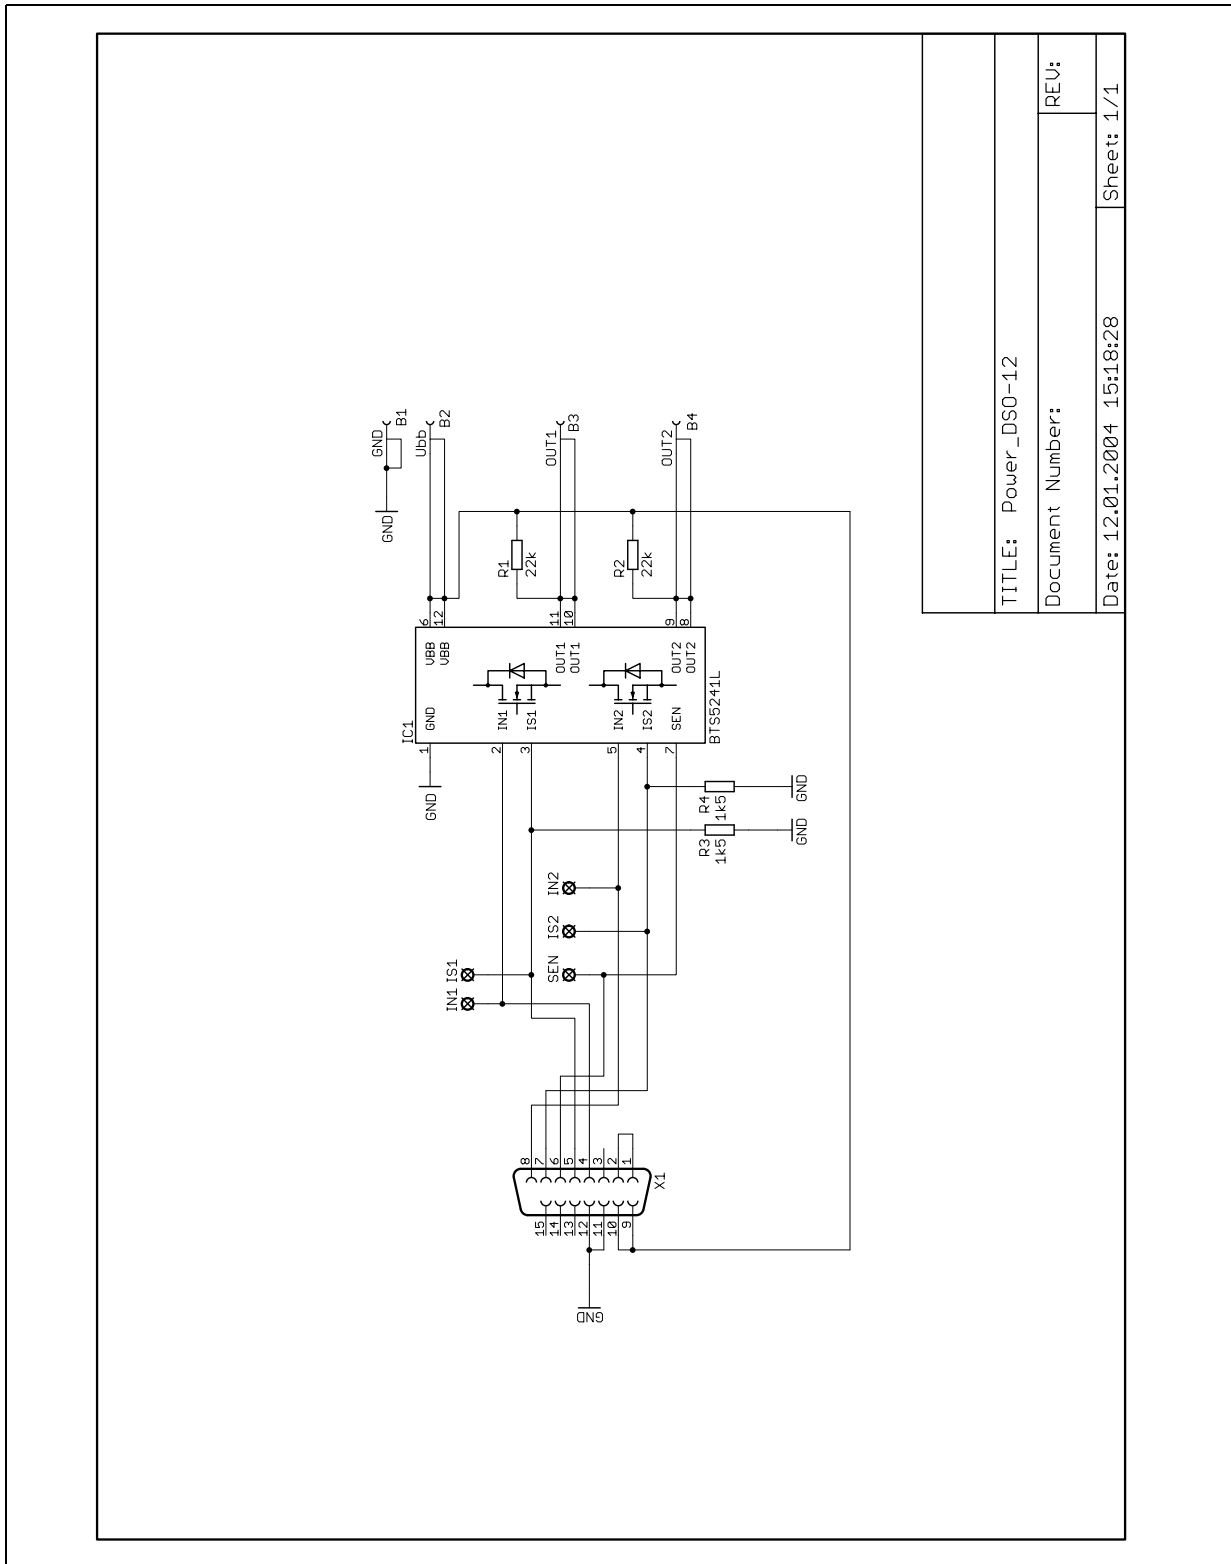 GND
B1
GND
Ubb
B2
OUT1
B3
OUT2
B4
R1
22k
R2
22k
6
12
11
10
9
8
IC1
GND
VBB
VBB
IN1
IS1
OUT1
OUT1
IN2
IS2
OUT2
OUT2
SEN
BTS5241L
1
2
3
5
4
7
GND
R4
1k5
GND
R3
1k5
GND
IN2
IS2
SEN
IS1
IN1
8
7
6
5
4
3
2
1
X1
15
14
13
12
11
10
9
GND
TITLE: Power_DSO-12
Document Number:
REV:
Date: 12.01.2004 15:18:28
Sheet: 1/1